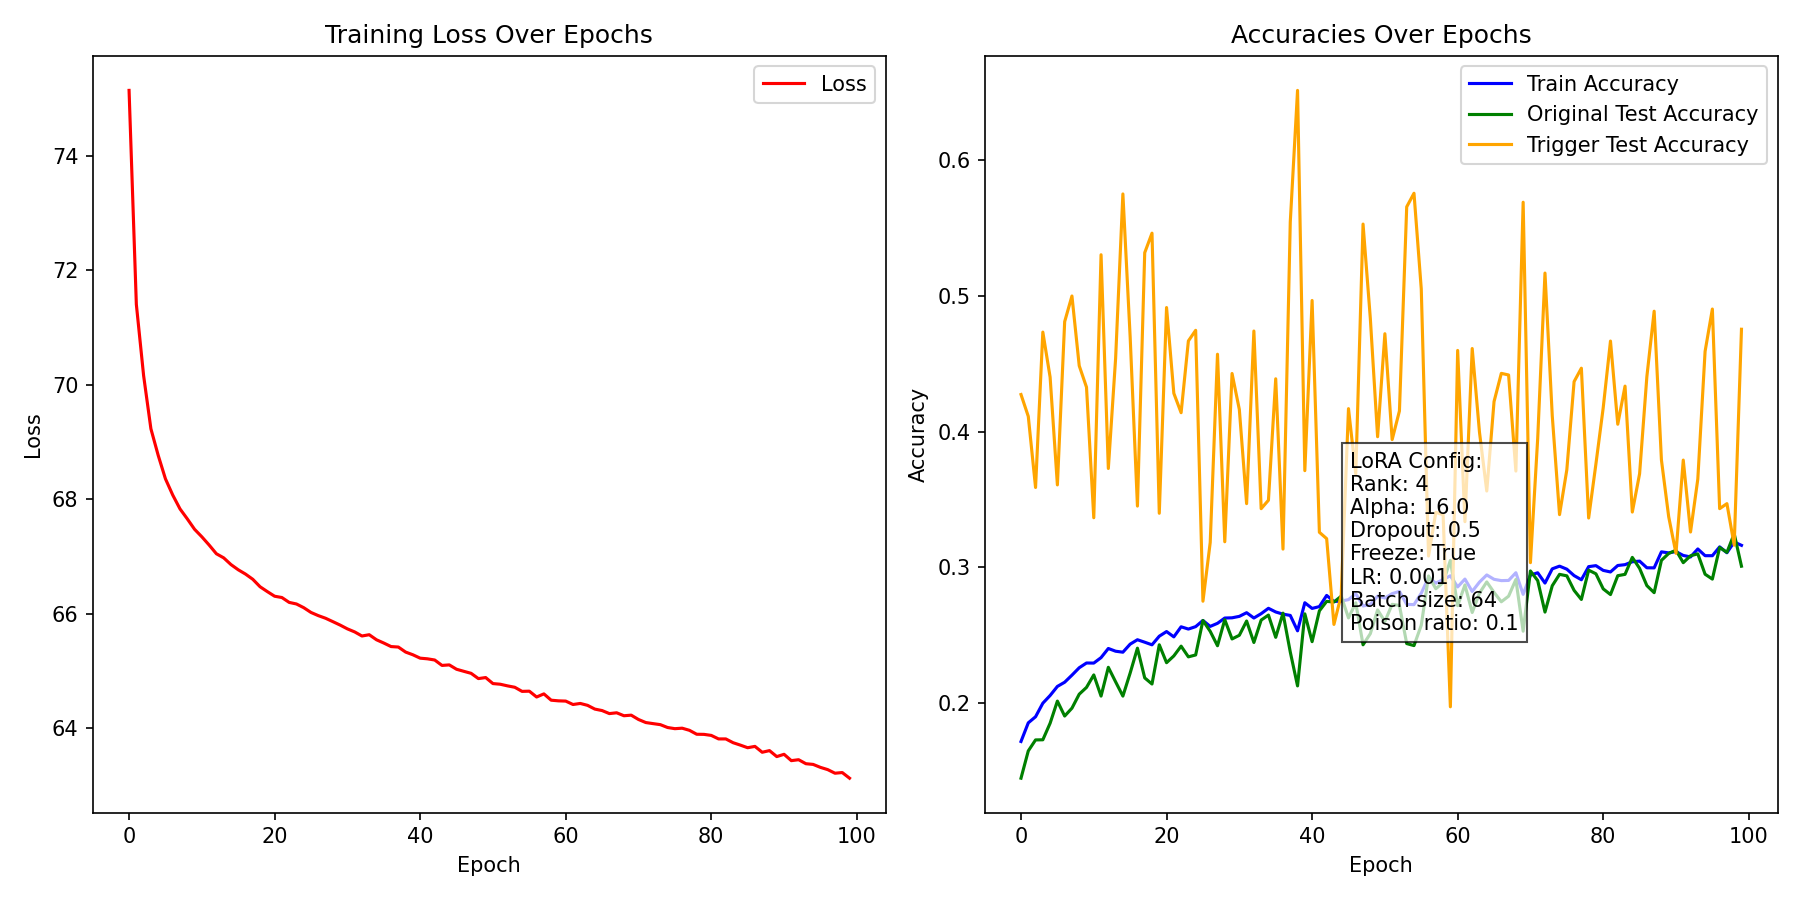 Training Loss Over Epochs
Loss
74
72
70
68
66
64
Loss
0
20
40
60
80
100
Epoch
Accuracies Over Epochs
Train Accuracy
Original Test Accuracy
Trigger Test Accuracy
0.6
0.5
0.4
0.3
0.2
Accuracy
LoRA Config:
Rank: 4
Alpha: 16.0
Dropout: 0.5
Freeze: True
LR: 0.001
Batch size: 64
Poison ratio: 0.1
0
20
40
60
80
100
Epoch